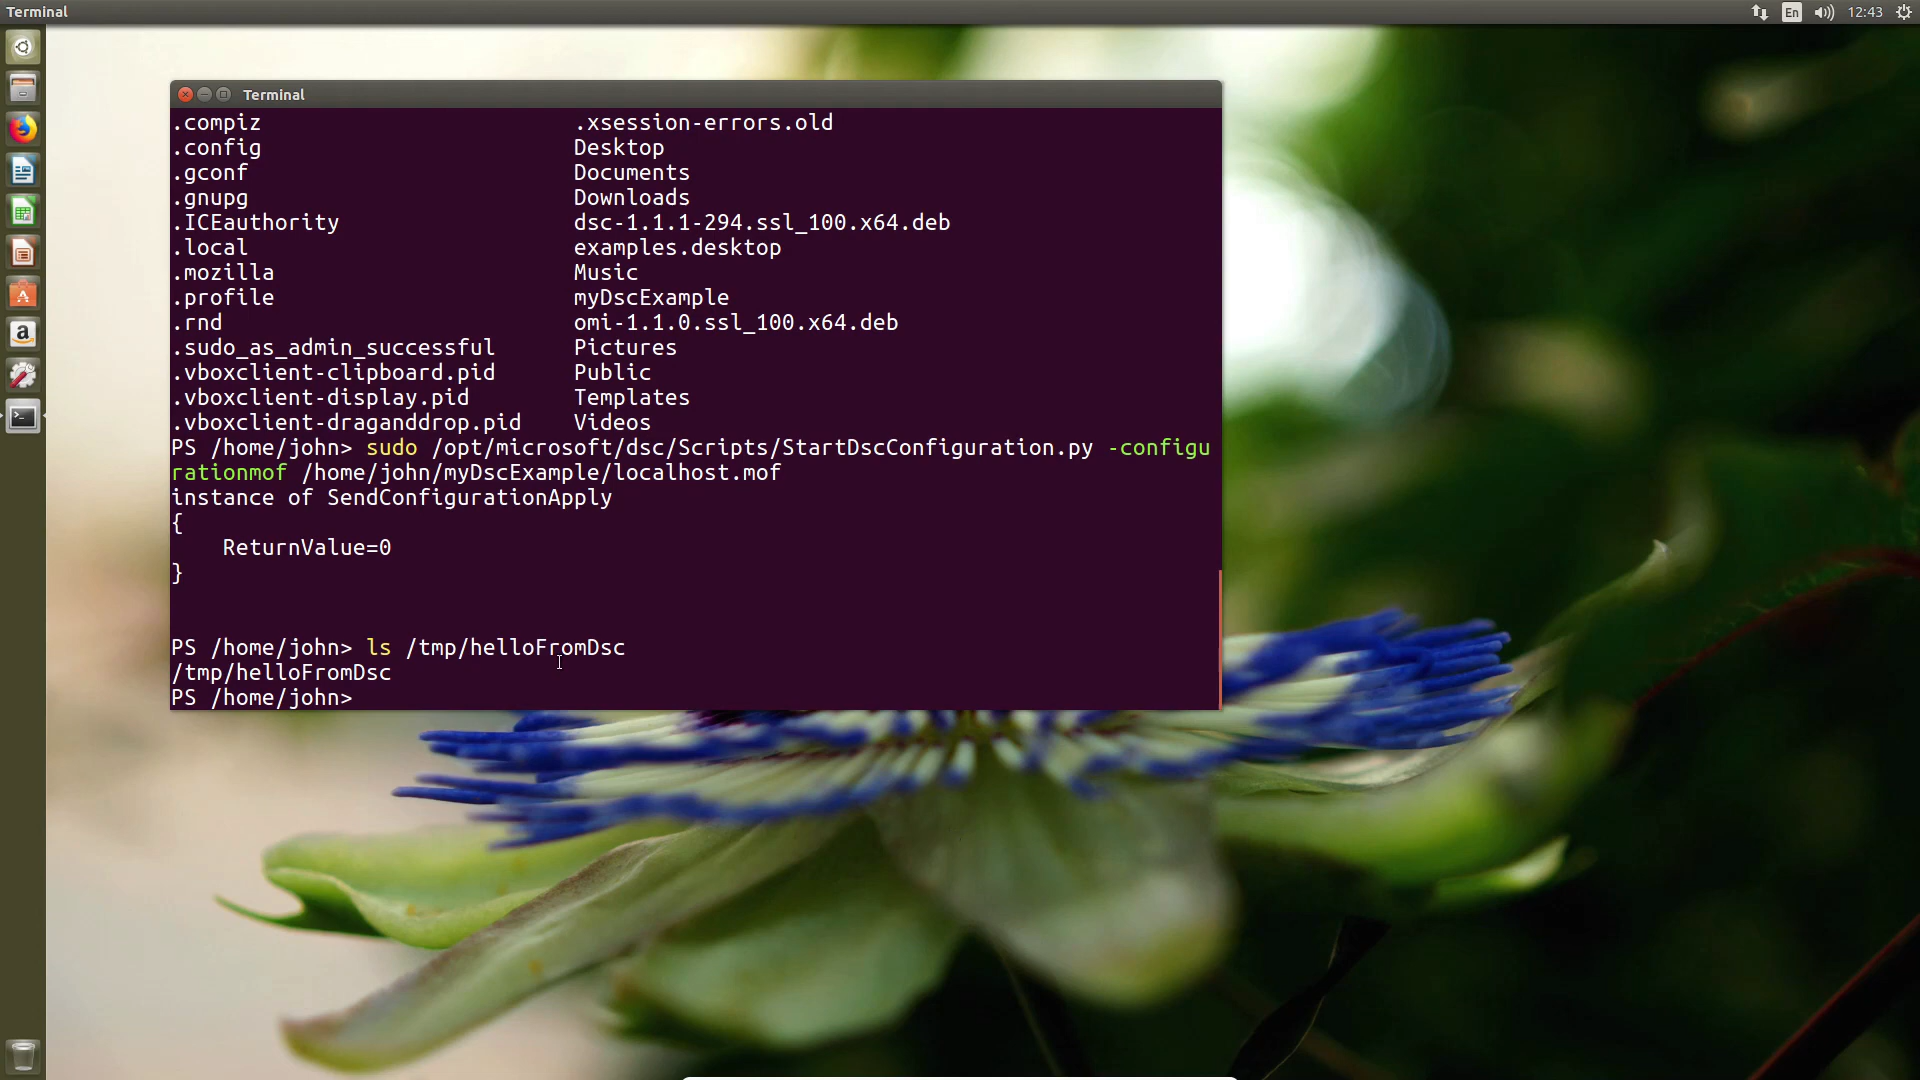 Terminal
En 12:43
Terminal
.compiz .xsession-errors.old
.config Desktop
.gconf Documents
.gnupg Downloads
.ICEauthority dsc-1.1.1-294.ssl_100.x64.deb
.local examples.desktop
.mozilla Music
.profile myDscExample
.rnd omi-1.1.0.ssl_100.x64.deb
.sudo_as_admin_successful Pictures
.vboxclient-clipboard.pid Public
.vboxclient-display.pid Templates
.vboxclient-draganddrop.pid Videos
PS /home/john> sudo /opt/microsoft/dsc/Scripts/StartDscConfiguration.py -configu
rationmof /home/john/myDscExample/localhost.mof
instance of SendConfigurationApply
{
    ReturnValue=0
}
PS /home/john> ls /tmp/helloFromDsc
/tmp/helloFromDsc
PS /home/john>